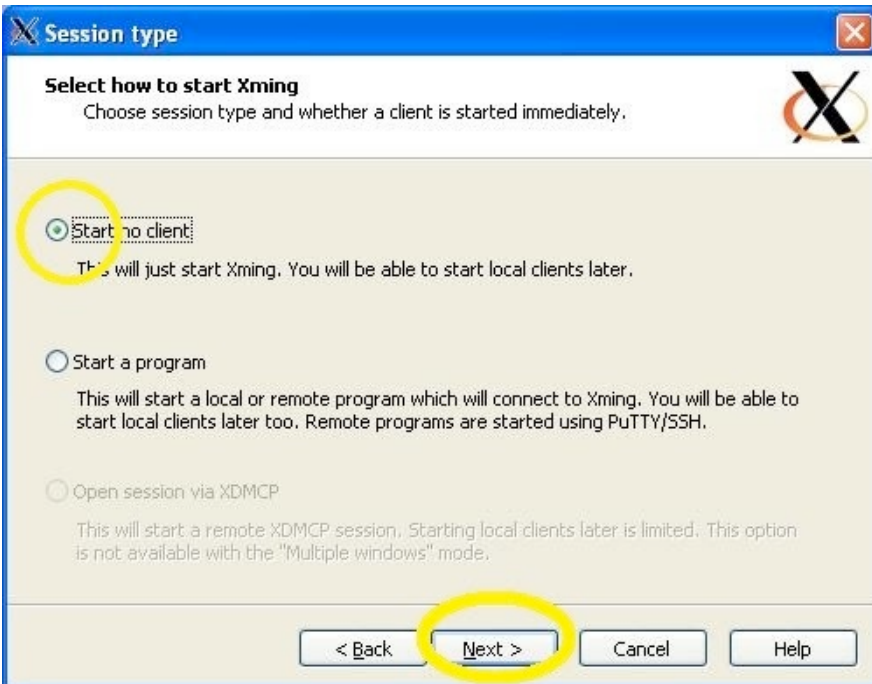 Session type
Select how to start Xming
Choose session type and whether a client is started immediately.
Start no client
This will just start Xming. You will be able to start local clients later.
Start a program
This will start a local or remote program which will connect to Xming. You will be able to
start local clients later too. Remote programs are started using PuTTY/SSH.
Open session via XDMCP
This will start a remote XDMCP session. Starting local clients later is limited. This option
is not available with the "Multiple windows" mode.
< Back Next > Cancel Help